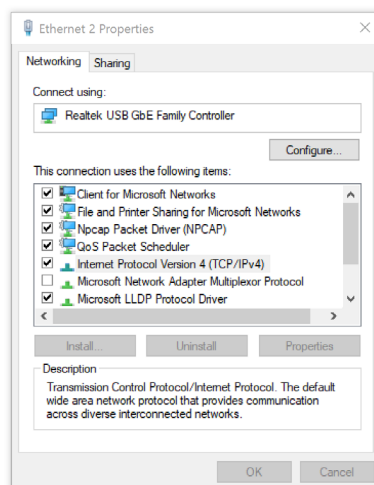 Ethernet 2 Properties
Networking
Sharing
Connect using:
Realtek USB GbE Family Controller
Configure...
This connection uses the following items:
Client for Microsoft Networks
File and Printer Sharing for Microsoft Networks
Npcap Packet Driver (NPCAP)
QoS Packet Scheduler
Internet Protocol Version 4 (TCP/IPv4)
Microsoft Network Adapter Multiplexor Protocol
Microsoft LLDP Protocol Driver
Install...
Uninstall
Properties
Description
Transmission Control Protocol/Internet Protocol. The default
wide area network protocol that provides communication
across diverse interconnected networks.
OK
Cancel